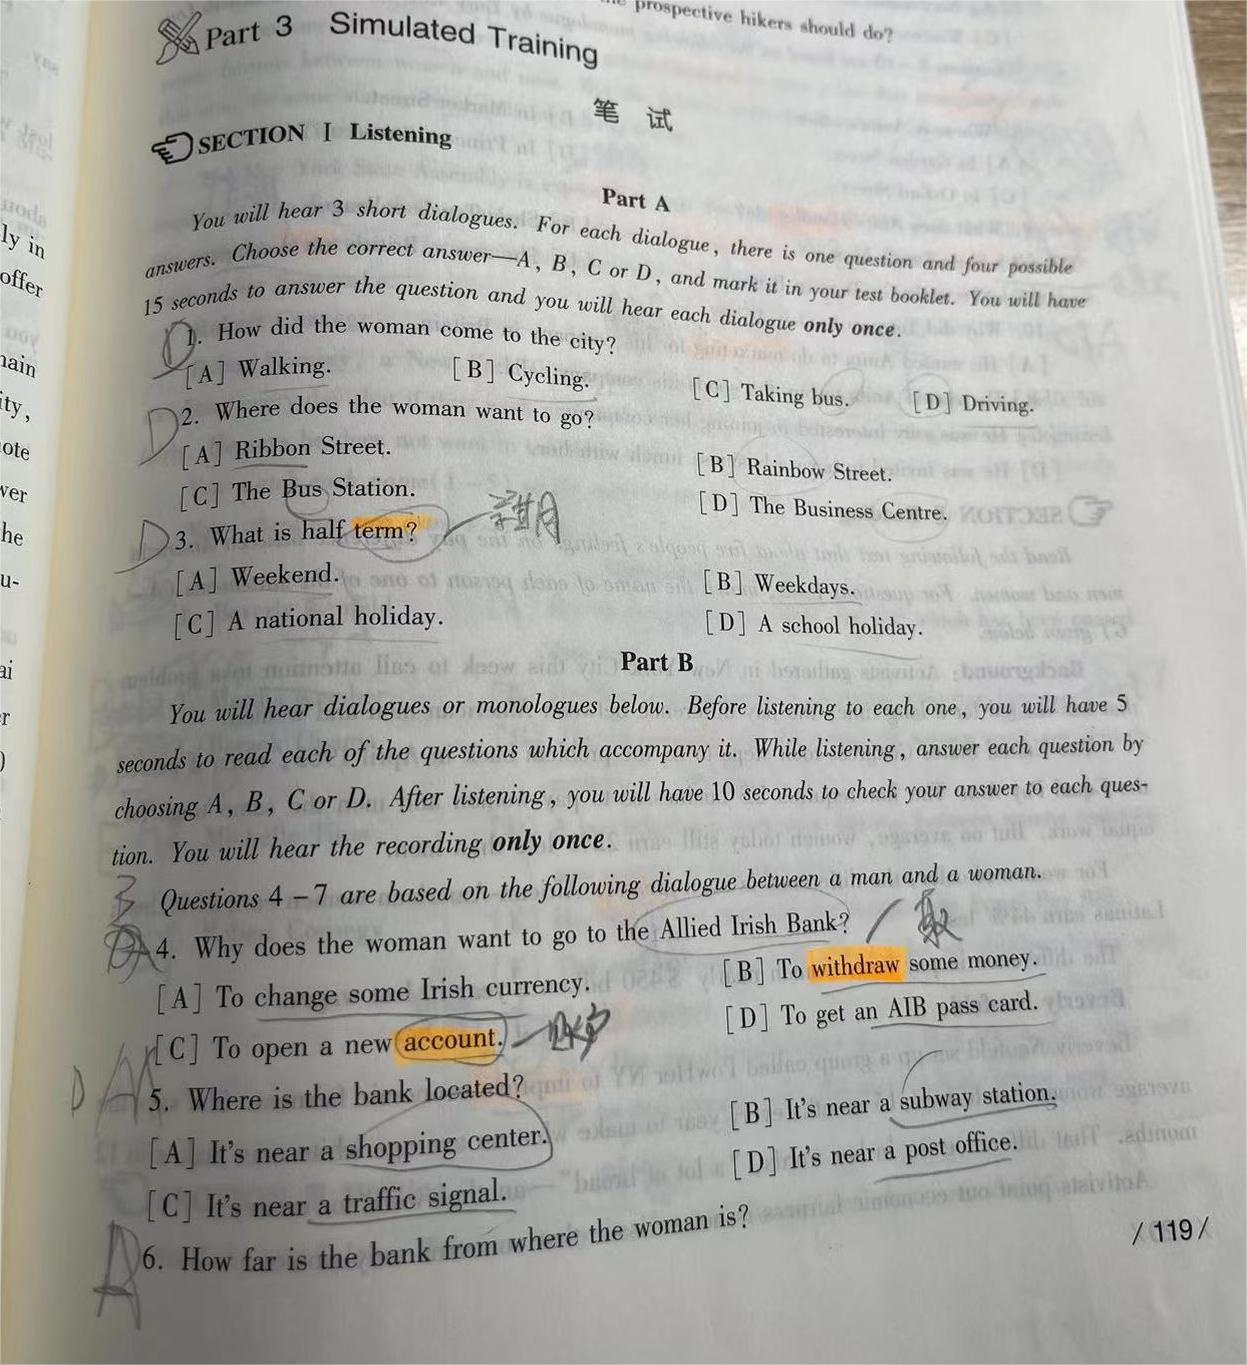 prospective hikers should do?
Part 3 Simulated Training
笔 试
SECTION I Listening
Part A
You will hear 3 short dialogues. For each dialogue, there is one question and four possible
answers. Choose the correct answer—A, B, C or D, and mark it in your test booklet. You will have
15 seconds to answer the question and you will hear each dialogue only once.
D
1. How did the woman come to the city?
[A] Walking. [B] Cycling. [C] Taking bus. [D] Driving.
D 2. Where does the woman want to go?
[A] Ribbon Street. [B] Rainbow Street.
[C] The Bus Station. [D] The Business Centre.
D 3. What is half term?
[A] Weekend. [B] Weekdays.
[C] A national holiday. [D] A school holiday.
Part B
You will hear dialogues or monologues below. Before listening to each one, you will have 5
seconds to read each of the questions which accompany it. While listening, answer each question by
choosing A, B, C or D. After listening, you will have 10 seconds to check your answer to each ques-
tion. You will hear the recording only once.
Questions 4-7 are based on the following dialogue between a man and a woman.
4. Why does the woman want to go to the Allied Irish Bank? 取
[A] To change some Irish currency. [B] To withdraw some money.
[C] To open a new account. [D] To get an AIB pass card.
D A 5. Where is the bank located?
[A] It's near a shopping center. [B] It's near a subway station.
[C] It's near a traffic signal. [D] It's near a post office.
A 6. How far is the bank from where the woman is?
/ 119 /
ly in
offer
ity,
ote
he
u-
ai